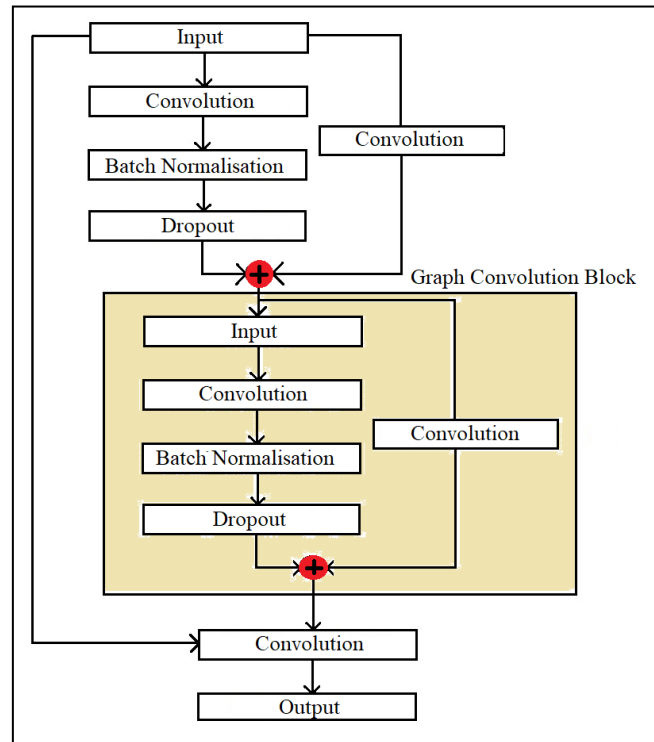 Input
Convolution
Convolution
Batch Normalisation
Dropout
+
Graph Convolution Block
Input
Convolution
Convolution
Batch Normalisation
Dropout
+
Convolution
Output